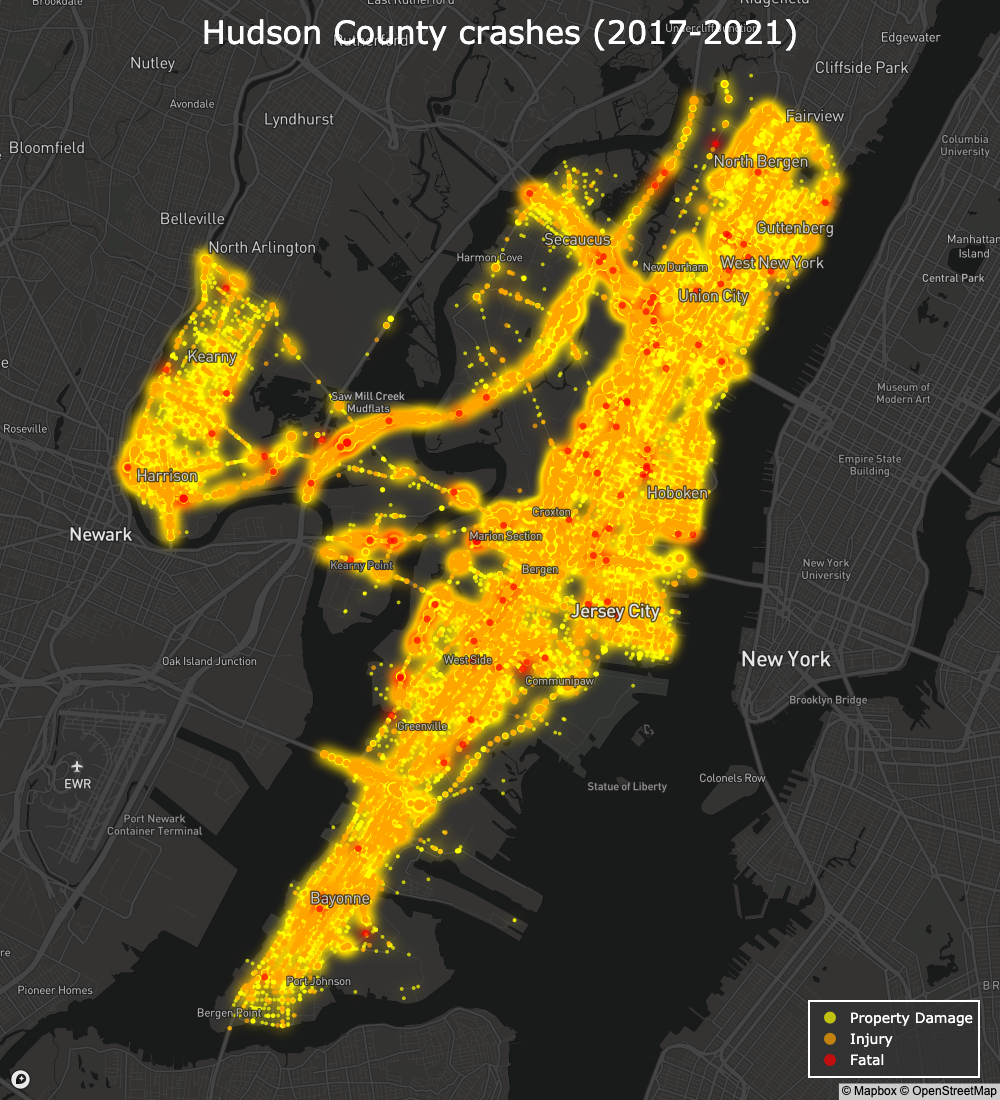 Brookdale
East Rutherford
Ridgefield
Hudson County crashes (2017-2021)
Rutherford
Undercliff Junction
Edgewater
Nutley
Cliffside Park
Avondale
Lyndhurst
Fairview
Bloomfield
Columbia
University
North Bergen
Belleville
Guttenberg
North Arlington
Secaucus
Manhattan
Island
Harmon Cove
New Durham
West New York
Central Park
Union City
Kearny
Saw Mill Creek
Mudflats
Museum of
Modern Art
Roseville
Empire State
Building
Harrison
Hoboken
Croxton
Newark
Marion Section
Kearny Point
Bergen
New York
University
Jersey City
Oak Island Junction
West Side
New York
Communipaw
Brooklyn Bridge
Greenville
EWR
Statue of Liberty
Colonels Row
Port Newark
Container Terminal
Bayonne
Port Johnson
Pioneer Homes
Bergen Point
Property Damage
Injury
Fatal
© Mapbox © OpenStreetMap